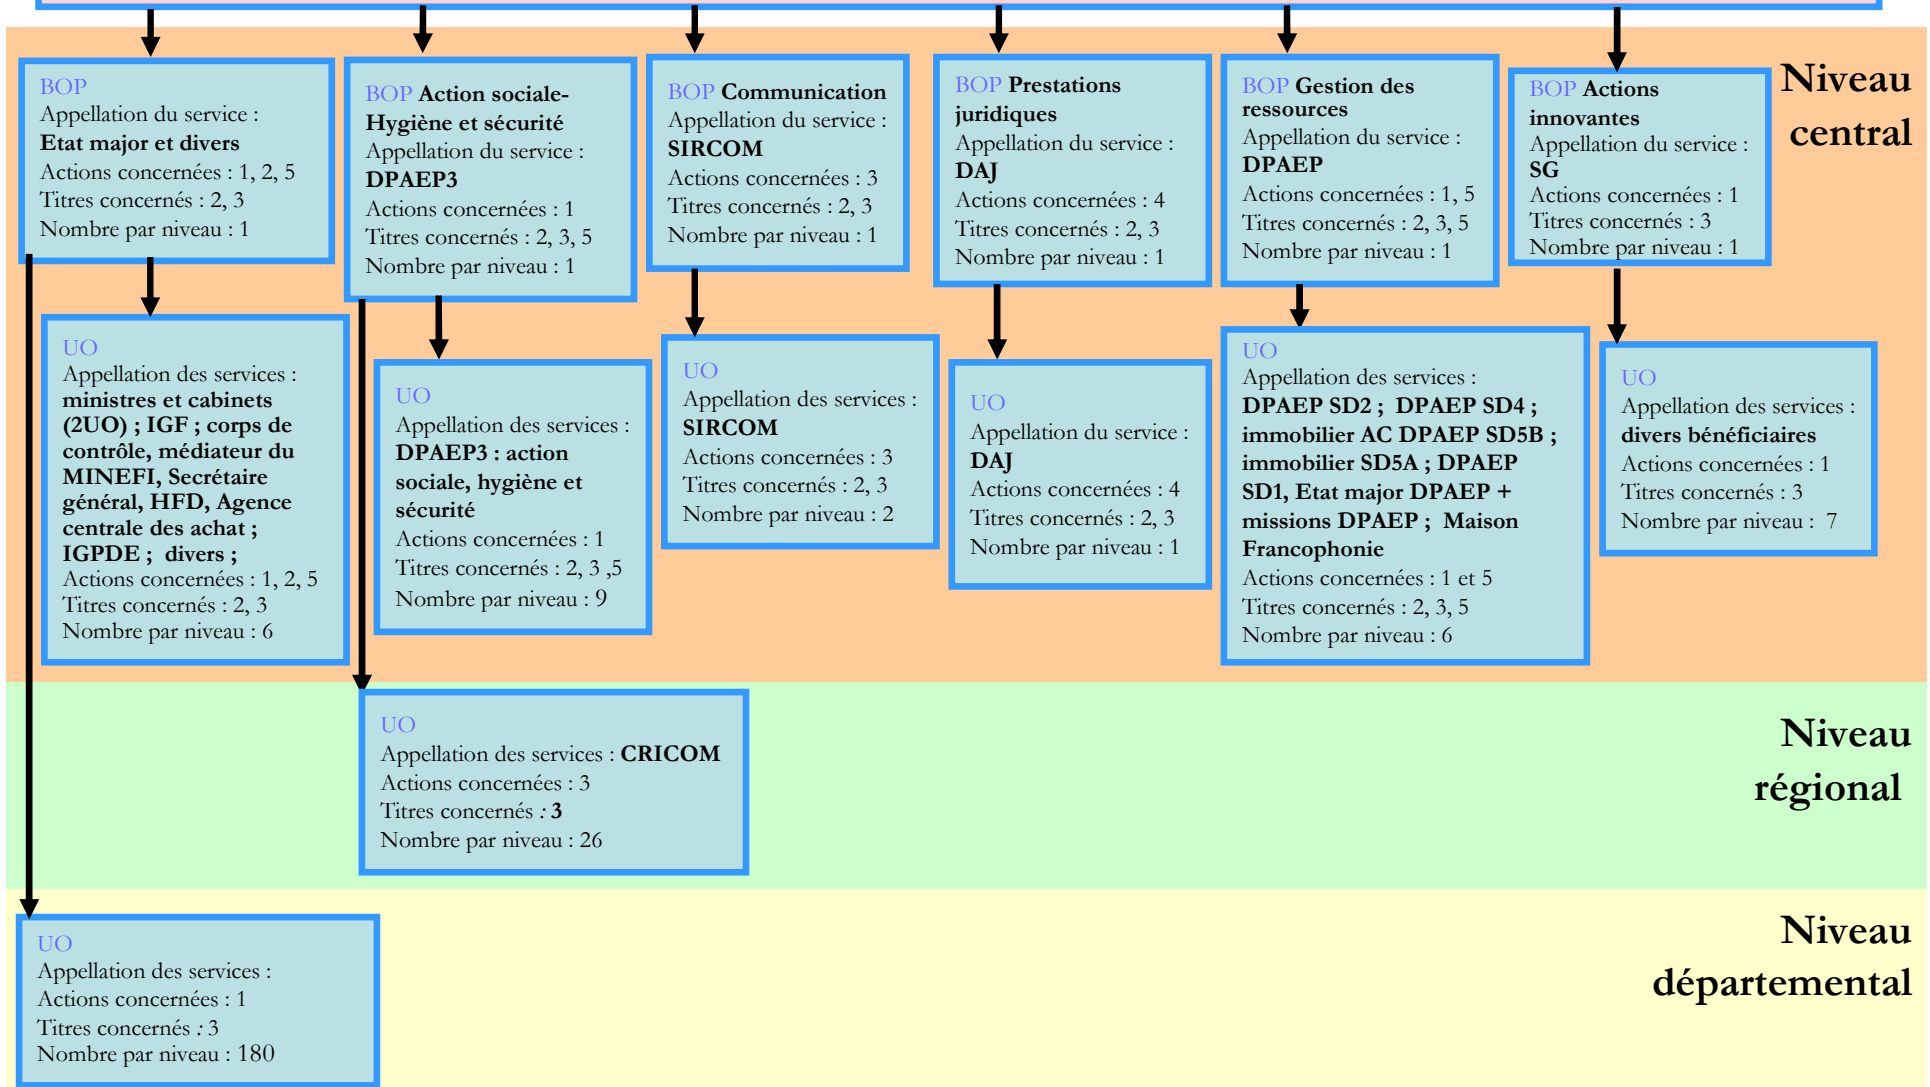 BOP
Appellation du service :
Etat major et divers
Actions concernées : 1, 2, 5
Titres concernés : 2, 3
Nombre par niveau : 1
BOP Action sociale-
Hygiène et sécurité
Appellation du service :
DPAEP3
Actions concernées : 1
Titres concernés : 2, 3, 5
Nombre par niveau : 1
BOP Communication
Appellation du service :
SIRCOM
Actions concernées : 3
Titres concernés : 2, 3
Nombre par niveau : 1
BOP Prestations
juridiques
Appellation du service :
DAJ
Actions concernées : 4
Titres concernés : 2, 3
Nombre par niveau : 1
BOP Gestion des
ressources
Appellation du service :
DPAEP
Actions concernées : 1, 5
Titres concernés : 2, 3, 5
Nombre par niveau : 1
BOP Actions
innovantes
Appellation du service :
SG
Actions concernées : 1
Titres concernés : 3
Nombre par niveau : 1
Niveau
central
UO
Appellation des services :
ministres et cabinets
(2UO) ; IGF ; corps de
contrôle, médiateur du
MINEFI, Secrétaire
général, HFD, Agence
centrale des achat ;
IGPDE ; divers ;
Actions concernées : 1, 2, 5
Titres concernés : 2, 3
Nombre par niveau : 6
UO
Appellation des services :
DPAEP3 : action
sociale, hygiène et
sécurité
Actions concernées : 1
Titres concernés : 2, 3 ,5
Nombre par niveau : 9
UO
Appellation des services :
SIRCOM
Actions concernées : 3
Titres concernés : 2, 3
Nombre par niveau : 2
UO
Appellation du service :
DAJ
Actions concernées : 4
Titres concernés : 2, 3
Nombre par niveau : 1
UO
Appellation des services :
DPAEP SD2 ; DPAEP SD4 ;
immobilier AC DPAEP SD5B ;
immobilier SD5A ; DPAEP
SD1, Etat major DPAEP +
missions DPAEP ; Maison
Francophonie
Actions concernées : 1 et 5
Titres concernés : 2, 3, 5
Nombre par niveau : 6
UO
Appellation des services :
divers bénéficiaires
Actions concernées : 1
Titres concernés : 3
Nombre par niveau : 7
UO
Appellation des services : CRICOM
Actions concernées : 3
Titres concernés : 3
Nombre par niveau : 26
Niveau
régional
UO
Appellation des services :
Actions concernées : 1
Titres concernés : 3
Nombre par niveau : 180
Niveau
départemental